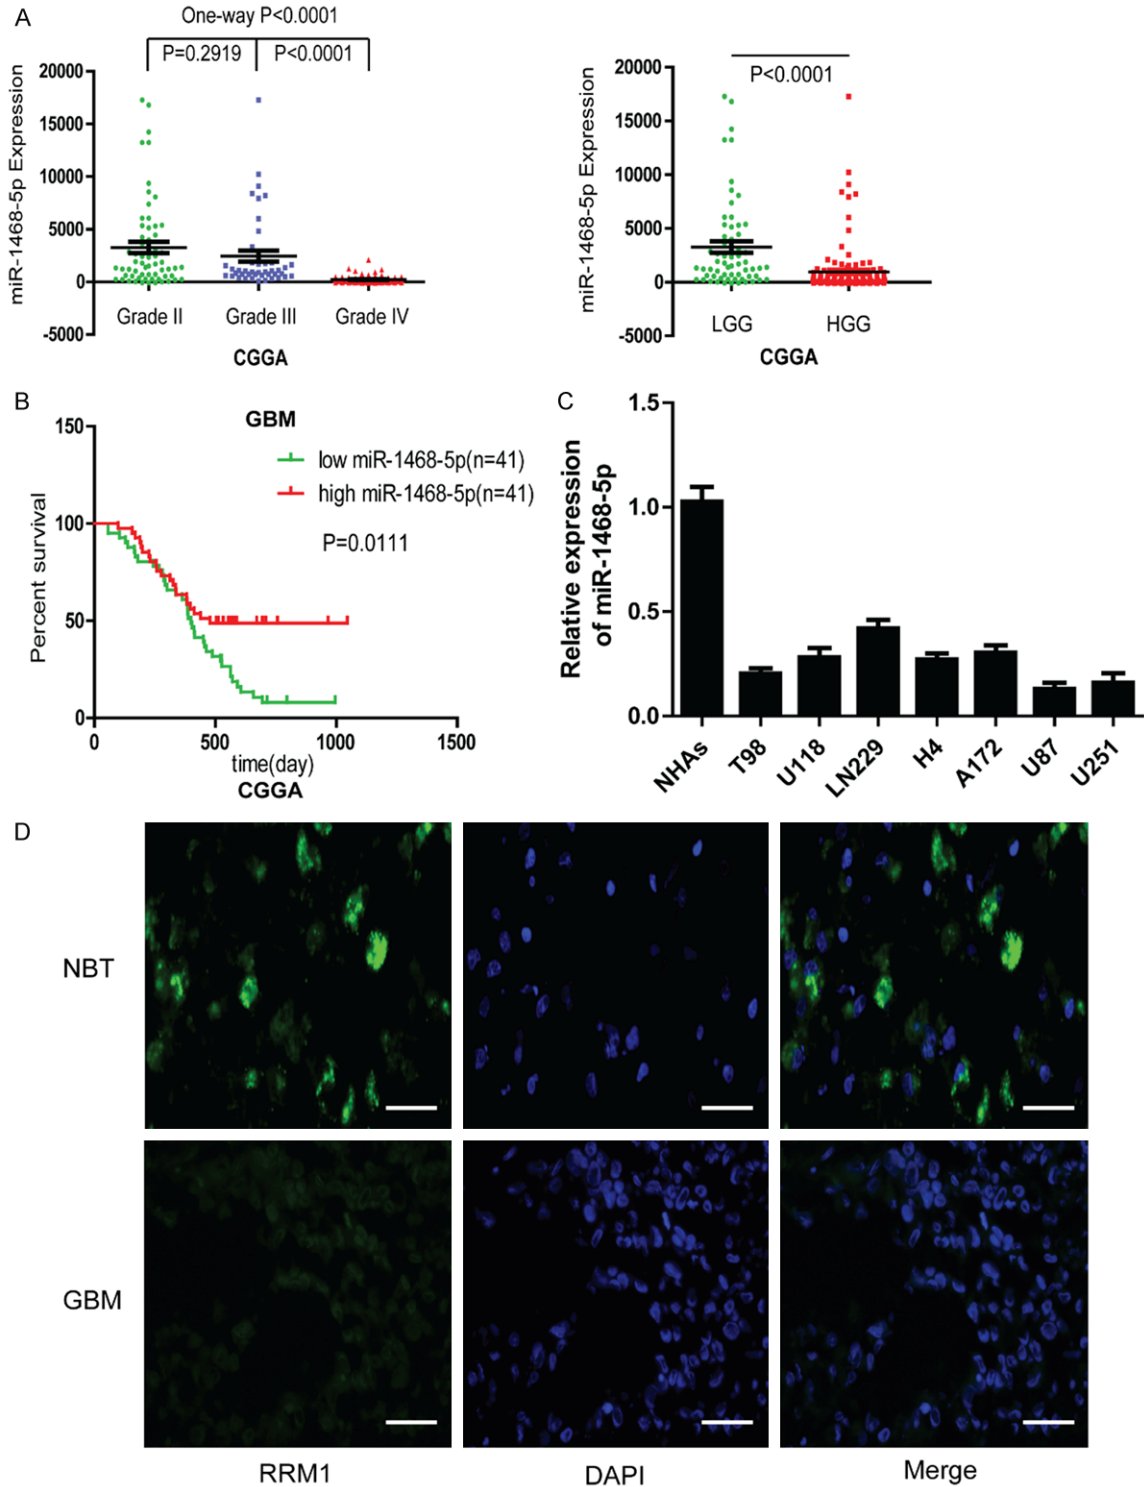 A
One-way P<0.0001
P=0.2919 P<0.0001
miR-1468-5p Expression
20000
15000
10000
5000
0
-5000
Grade II Grade III Grade IV
CGGA
P<0.0001
miR-1468-5p Expression
20000
15000
10000
5000
0
-5000
LGG HGG
CGGA
B
GBM
low miR-1468-5p(n=41)
high miR-1468-5p(n=41)
P=0.0111
Percent survival
150
100
50
0
0 500 1000 1500
time(day)
CGGA
C
Relative expression
of miR-1468-5p
1.5
1.0
0.5
0.0
NHAs T98 U118 LN229 H4 A172 U87 U251
D
NBT
GBM
RRM1 DAPI Merge